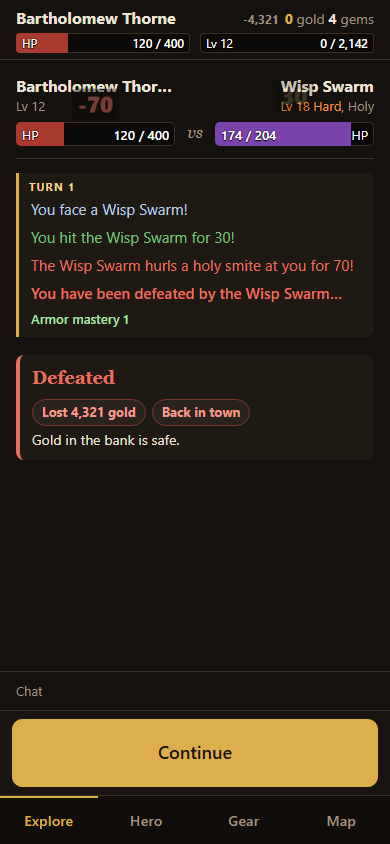 Bartholomew Thorne -4,321 0 gold 4 gems
HP 120 / 400 Lv 12 0 / 2,142
Bartholomew Thor... Wisp Swarm
Lv 12 -70 30 Lv 18 Hard, Holy
HP 120 / 400 vs 174 / 204 HP
TURN 1
You face a Wisp Swarm!
You hit the Wisp Swarm for 30!
The Wisp Swarm hurls a holy smite at you for 70!
You have been defeated by the Wisp Swarm...
Armor mastery 1
Defeated
Lost 4,321 gold Back in town
Gold in the bank is safe.
Chat
Continue
Explore Hero Gear Map